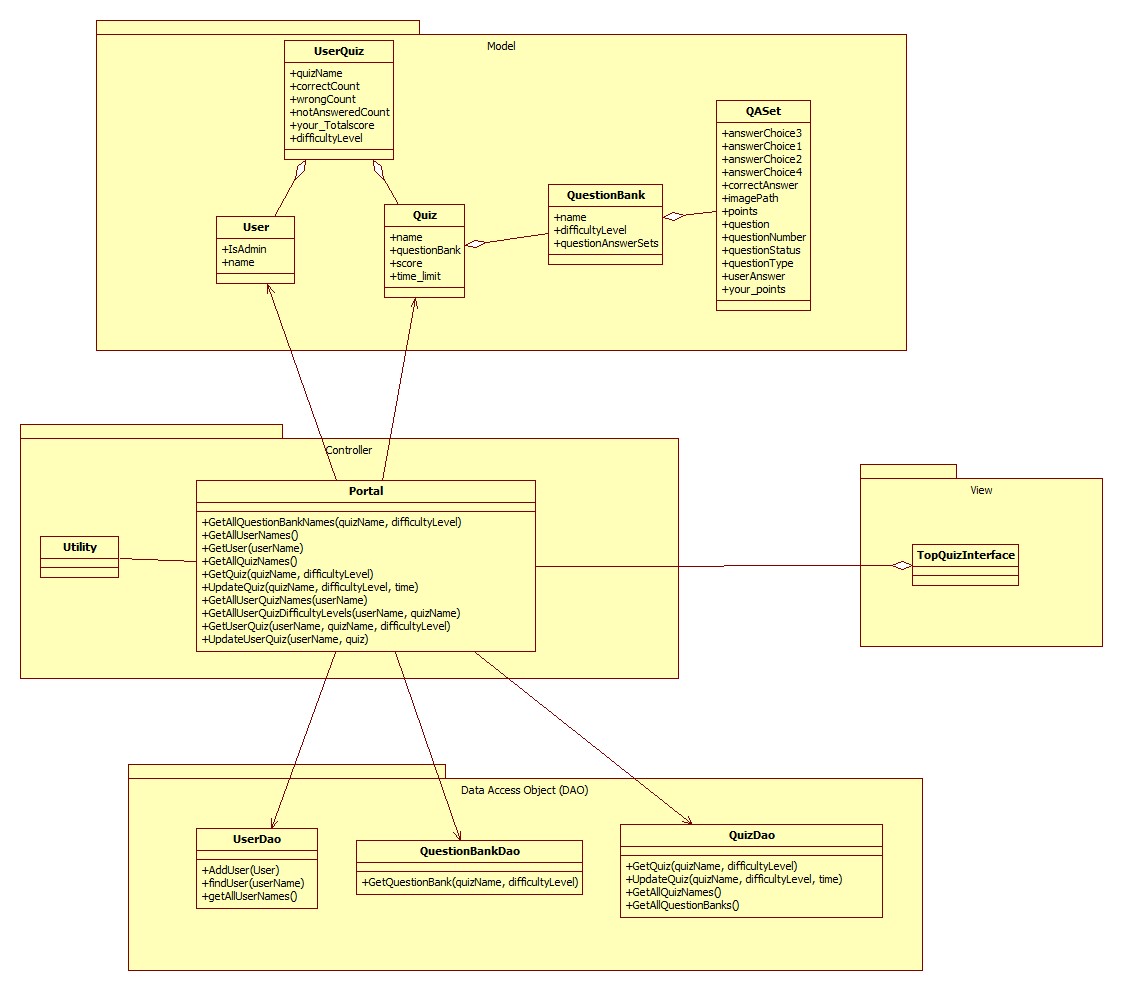 Model
UserQuiz
+quizName
+correctCount
+wrongCount
+notAnsweredCount
+your_Totalscore
+difficultyLevel
QASet
+answerChoice3
+answerChoice1
+answerChoice2
+answerChoice4
+correctAnswer
+imagePath
+points
+question
+questionNumber
+questionStatus
+questionType
+userAnswer
+your_points
QuestionBank
+name
+difficultyLevel
+questionAnswerSets
User
+IsAdmin
+name
Quiz
+name
+questionBank
+score
+time_limit
Controller
Portal
+GetAllQuestionBankNames(quizName, difficultyLevel)
+GetAllUserNames()
+GetUser(userName)
+GetAllQuizNames()
+GetQuiz(quizName, difficultyLevel)
+UpdateQuiz(quizName, difficultyLevel, time)
+GetAllUserQuizNames(userName)
+GetAllUserQuizDifficultyLevels(userName, quizName)
+GetUserQuiz(userName, quizName, difficultyLevel)
+UpdateUserQuiz(userName, quiz)
Utility
View
TopQuizInterface
Data Access Object (DAO)
UserDao
+AddUser(User)
+findUser(userName)
+getAllUserNames()
QuestionBankDao
+GetQuestionBank(quizName, difficultyLevel)
QuizDao
+GetQuiz(quizName, difficultyLevel)
+UpdateQuiz(quizName, difficultyLevel, time)
+GetAllQuizNames()
+GetAllQuestionBanks()